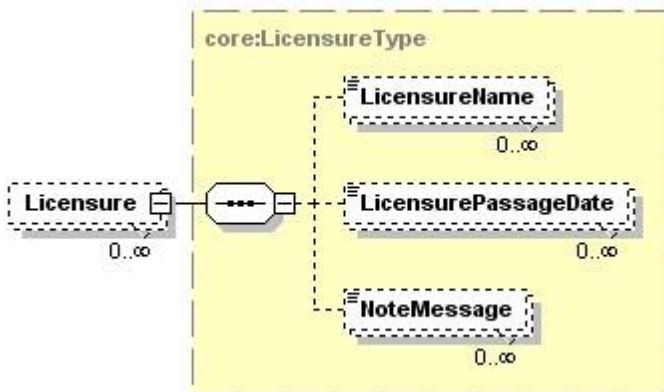 core:LicensureType
LicensureName
0..∞
Licensure
0..∞
LicensurePassageDate
0..∞
NoteMessage
0..∞